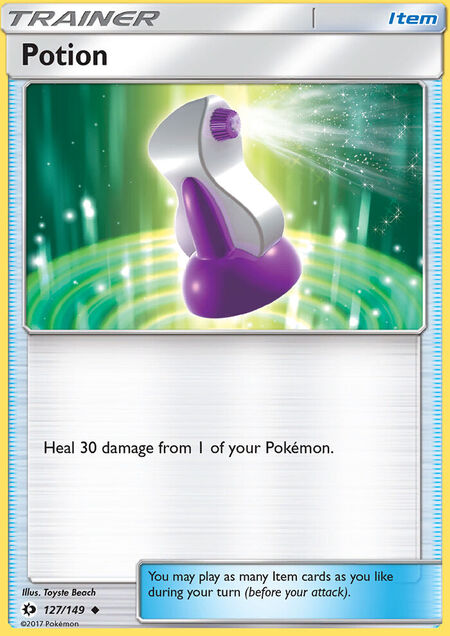 TRAINER
Item
Potion
Heal 30 damage from 1 of your Pokémon.
Illus. Toyste Beach
127/149
©2017 Pokémon
You may play as many Item cards as you like
during your turn (before your attack).